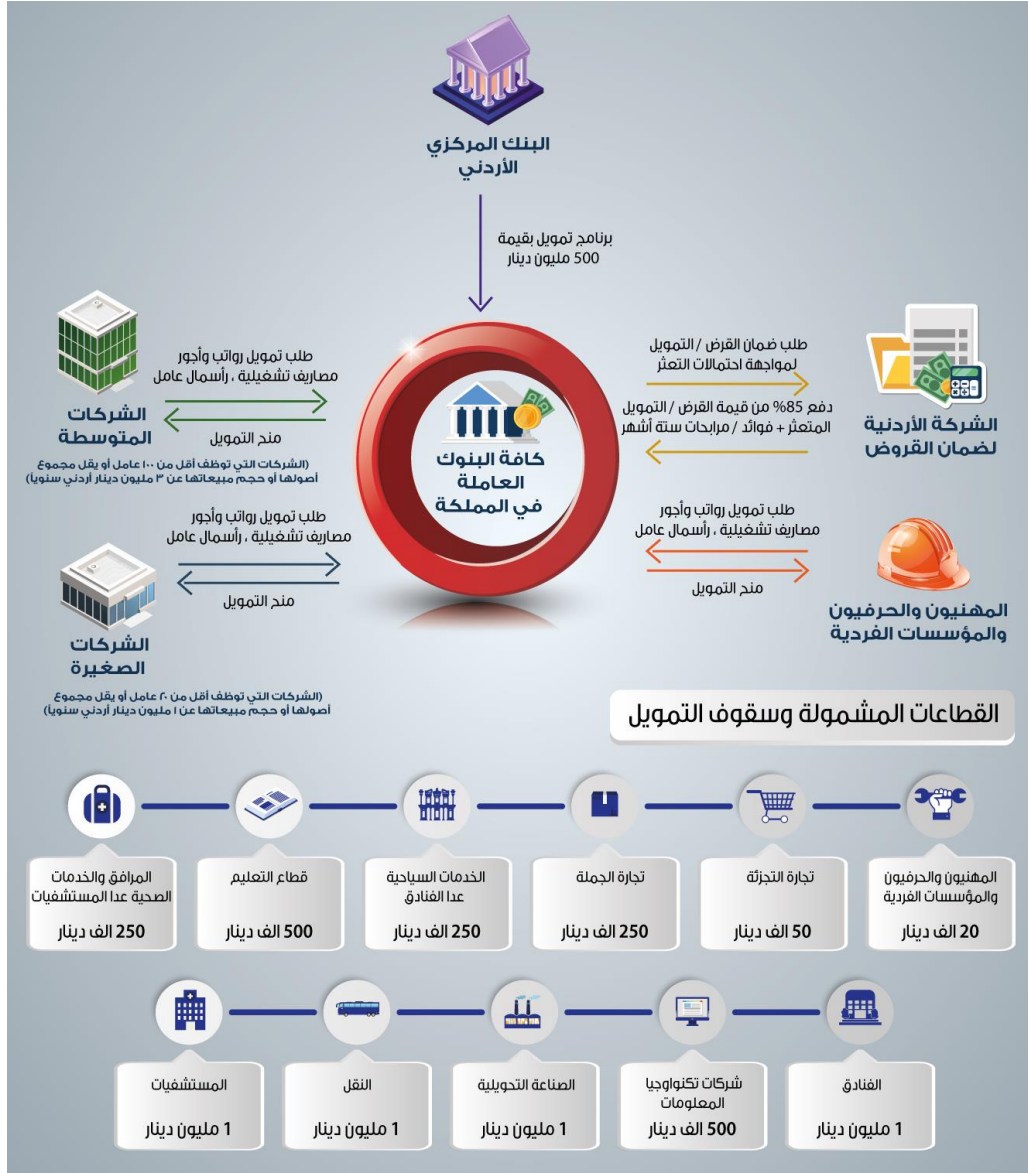 البنك المركزي
الأردني
برنامج تمويل بقيمة
500 مليون دينار
طلب ضمان القرض / التمويل
لمواجهة احتمالات التعثر
دفع 85% من قيمة القرض / التمويل
المتعثر + فوائد / مرابحات ستة أشهر
الشركة الأردنية
لضمان القروض
طلب تمويل رواتب وأجور
مصاريف تشغيلية ، رأسمال عامل
منح التمويل
الشركات
المتوسطة
(الشركات التي توظف أقل من ١٠٠ عامل أو يقل مجموع
أصولها أو حجم مبيعاتها عن ٣ مليون دينار أردني سنوياً)
كافة البنوك
العاملة
في المملكة
طلب تمويل رواتب وأجور
مصاريف تشغيلية ، رأسمال عامل
منح التمويل
المهنيون والحرفيون
والمؤسسات الفردية
طلب تمويل رواتب وأجور
مصاريف تشغيلية ، رأسمال عامل
منح التمويل
الشركات
الصغيرة
(الشركات التي توظف أقل من ٢٠ عامل أو يقل مجموع
أصولها أو حجم مبيعاتها عن ١ مليون دينار أردني سنوياً)
القطاعات المشمولة وسقوف التمويل
المهنيون والحرفيون
والمؤسسات الفردية
20 الف دينار
تجارة التجزئة
50 الف دينار
تجارة الجملة
250 الف دينار
الخدمات السياحية
عدا الفنادق
250 الف دينار
قطاع التعليم
500 الف دينار
المرافق والخدمات
الصحية عدا المستشفيات
250 الف دينار
الفنادق
1 مليون دينار
شركات تكنواوجيا
المعلومات
500 الف دينار
الصناعة التحويلية
1 مليون دينار
النقل
1 مليون دينار
المستشفيات
1 مليون دينار